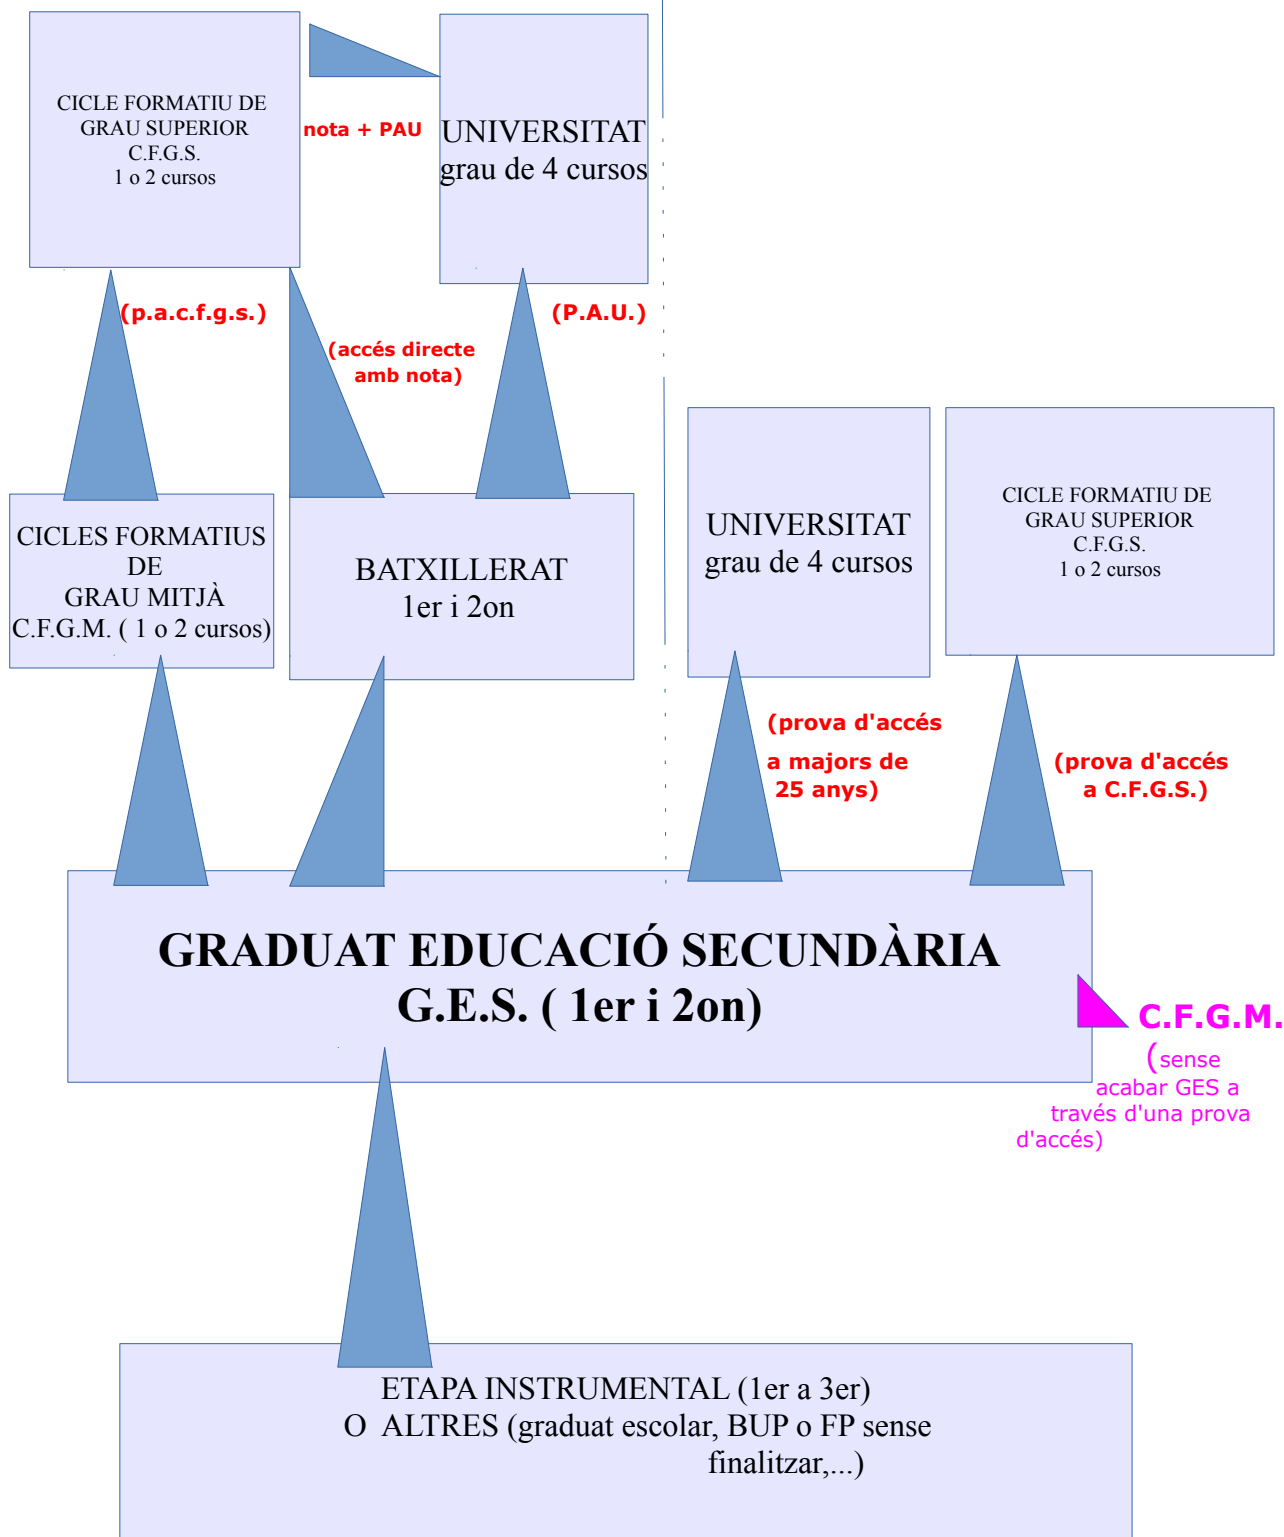 CICLE FORMATIU DE
GRAU SUPERIOR
C.F.G.S.
1 o 2 cursos
nota + PAU
UNIVERSITAT
grau de 4 cursos
(p.a.c.f.g.s.)
(accés directe
amb nota)
(P.A.U.)
CICLES FORMATIUS
DE
GRAU MITJÀ
C.F.G.M. ( 1 o 2 cursos)
BATXILLERAT
1er i 2on
UNIVERSITAT
grau de 4 cursos
CICLE FORMATIU DE
GRAU SUPERIOR
C.F.G.S.
1 o 2 cursos
(prova d'accés
a majors de
25 anys)
(prova d'accés
a C.F.G.S.)
GRADUAT EDUCACIÓ SECUNDÀRIA
G.E.S. ( 1er i 2on)
C.F.G.M.
(sense
acabar GES a
través d'una prova
d'accés)
ETAPA INSTRUMENTAL (1er a 3er)
O  ALTRES (graduat escolar, BUP o FP sense
finalitzar,...)